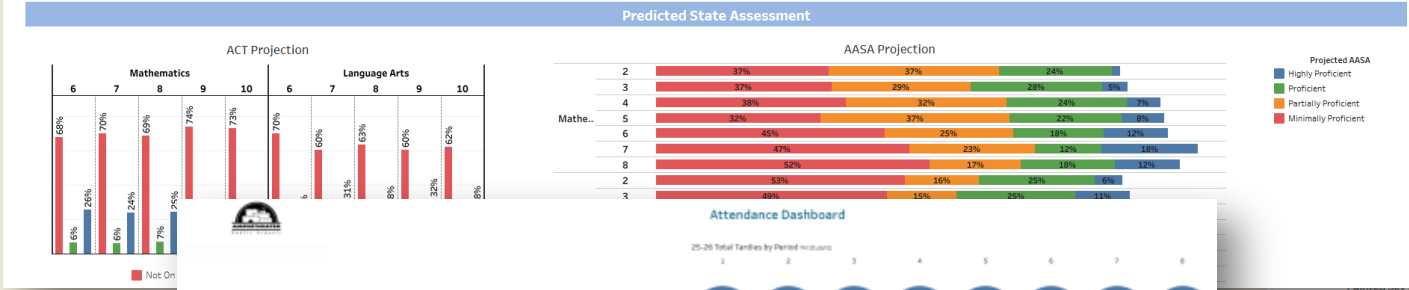 Predicted State Assessment
ACT Projection
Mathematics Language Arts
6 7 8 9 10 6 7 8 9 10
68% 6% 26% 70% 6% 24% 69% 7% 25% 74% 73% 70% 60% 31% 63% 60% 32% 62%
Not On
AASA Projection
Mathe..
2 37% 37% 24%
3 37% 29% 28% 5%
4 38% 32% 24% 7%
5 32% 37% 22% 8%
6 45% 25% 18% 12%
7 47% 23% 12% 18%
8 52% 17% 18% 12%
2 53% 16% 25% 6%
3 49% 15% 25% 11%
Projected AASA
Highly Proficient
Proficient
Partially Proficient
Minimally Proficient
Attendance Dashboard
25-26 Total Tardies by Period
1 2 3 4 5 6 7 8